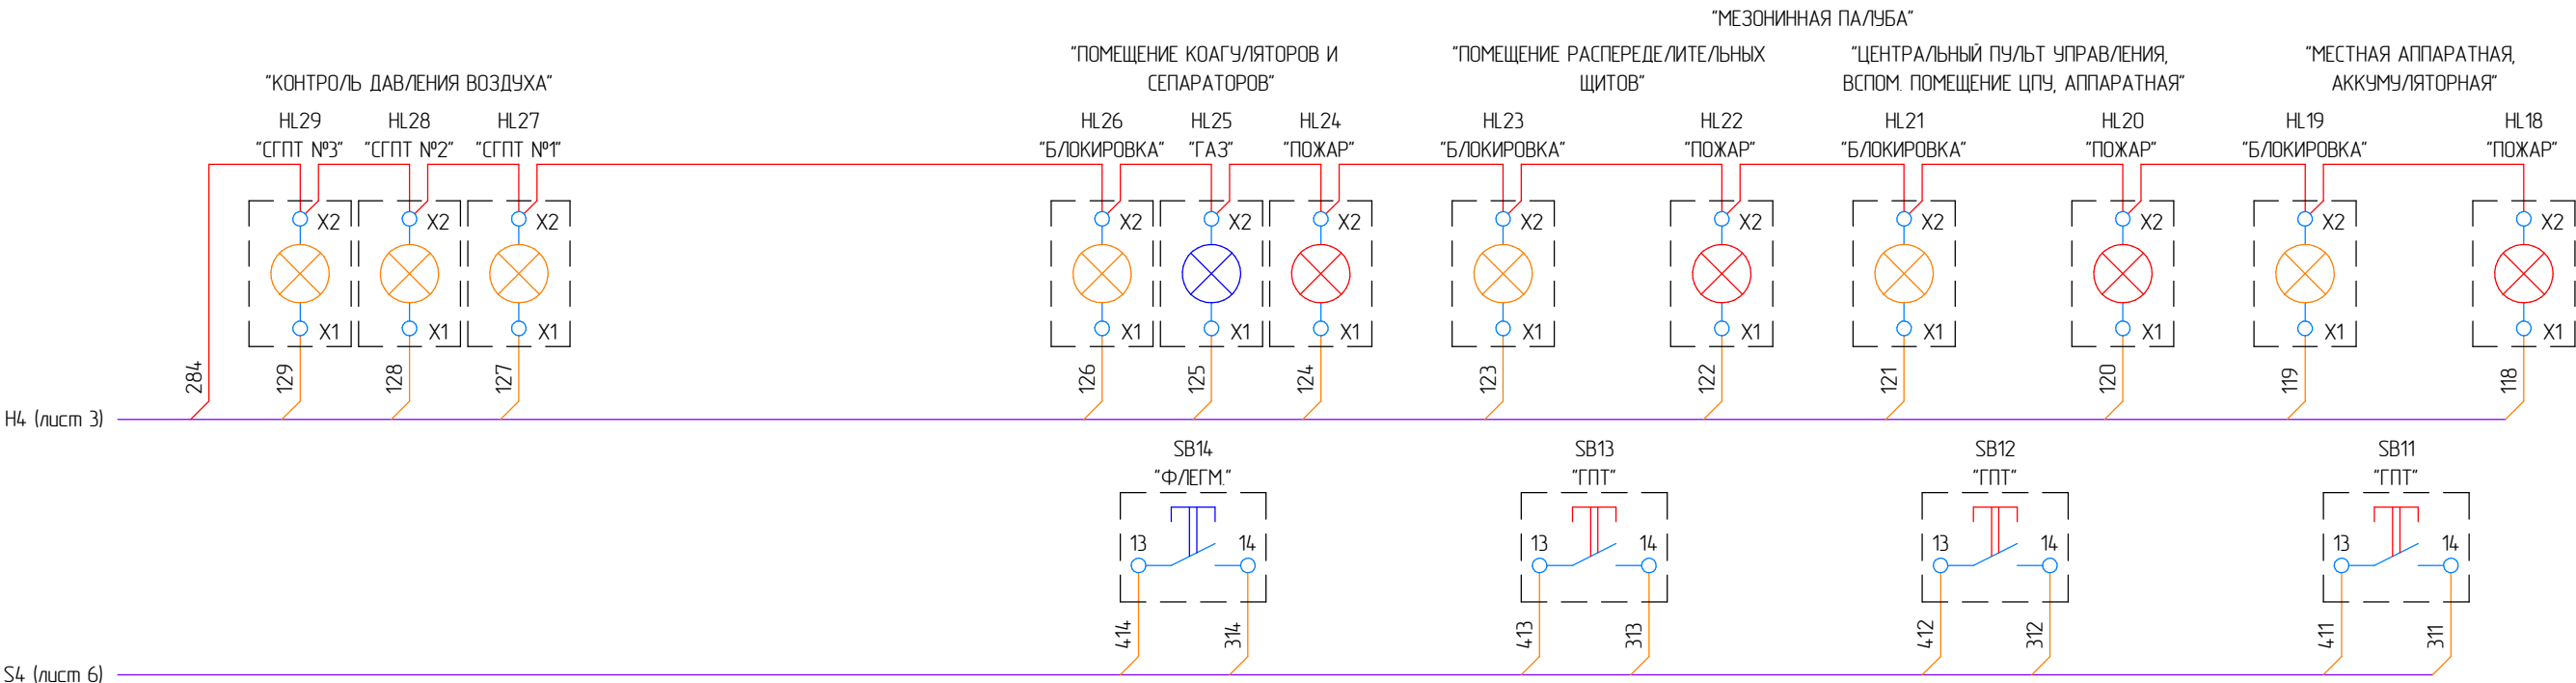 "МЕЗОНИННАЯ ПАЛУБА"
"КОНТРОЛЬ ДАВЛЕНИЯ ВОЗДУХА"
"ПОМЕЩЕНИЕ КОАГУЛЯТОРОВ И
СЕПАРАТОРОВ"
"ПОМЕЩЕНИЕ РАСПЕРЕДЕЛИТЕЛЬНЫХ
ЩИТОВ"
"ЦЕНТРАЛЬНЫЙ ПУЛЬТ УПРАВЛЕНИЯ,
ВСПОМ. ПОМЕЩЕНИЕ ЦПУ, АППАРАТНАЯ"
"МЕСТНАЯ АППАРАТНАЯ,
АККУМУЛЯТОРНАЯ"
HL29 HL28 HL27 HL26 HL25 HL24 HL23 HL22 HL21 HL20 HL19 HL18
"СГПТ №3" "СГПТ №2" "СГПТ №1" "БЛОКИРОВКА" "ГАЗ" "ПОЖАР" "БЛОКИРОВКА" "ПОЖАР" "БЛОКИРОВКА" "ПОЖАР" "БЛОКИРОВКА" "ПОЖАР"
X2 X2 X2 X2 X2 X2 X2 X2 X2 X2 X2 X2
X1 X1 X1 X1 X1 X1 X1 X1 X1 X1 X1 X1
284 129 128 127 126 125 124 123 122 121 120 119 118
Н4 (лист 3)
SB14 SB13 SB12 SB11
"ФЛЕГМ." "ГПТ" "ГПТ" "ГПТ"
13 14 13 14 13 14 13 14
414 314 413 313 412 312 411 311
S4 (лист 6)